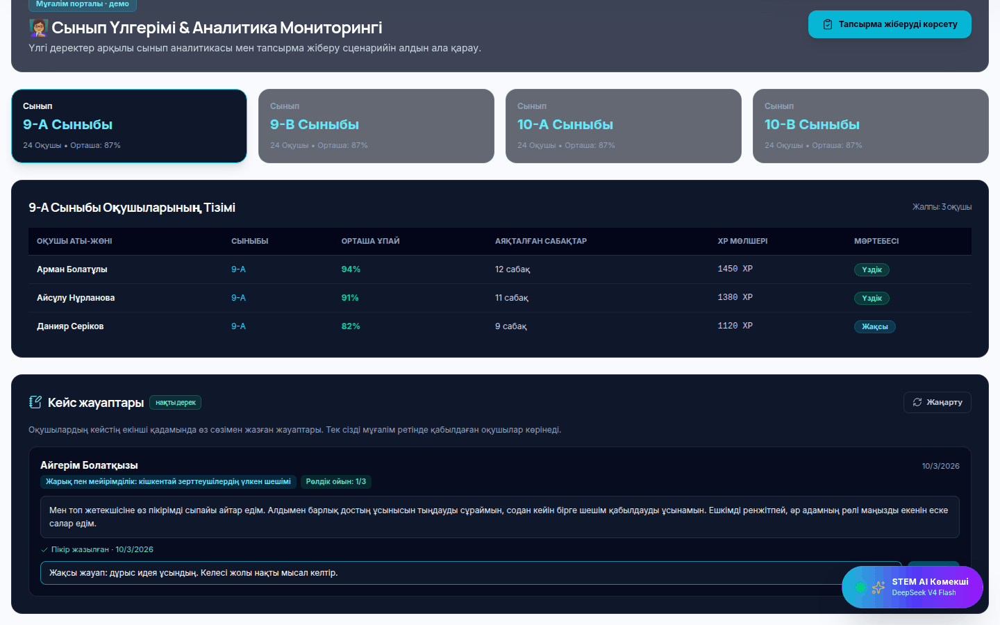 Мұғалім порталы · демо
Сынып Үлгерімі & Аналитика Мониторингі
Үлгі деректер арқылы сынып аналитикасы мен тапсырма жіберу сценарийін алдын ала қарау.
Тапсырма жіберуді көрсету
Сынып
9-А Сыныбы
24 Оқушы • Орташа: 87%
Сынып
9-В Сыныбы
24 Оқушы • Орташа: 87%
Сынып
10-А Сыныбы
24 Оқушы • Орташа: 87%
Сынып
10-В Сыныбы
24 Оқушы • Орташа: 87%
9-А Сыныбы Оқушыларының Тізімі
Жалпы: 3 оқушы
ОҚУШЫ АТЫ-ЖӨНІ СЫНЫБЫ ОРТАША ҰПАЙ АЯҚТАЛҒАН САБАҚТАР XP МӨЛШЕРІ МӘРТЕБЕСІ
Арман Болатұлы 9-А 94% 12 сабақ 1450 XP Үздік
Айсұлу Нұрланова 9-А 91% 11 сабақ 1380 XP Үздік
Данияр Серіков 9-А 82% 9 сабақ 1120 XP Жақсы
Кейс жауаптары нақты дерек
Жаңарту
Оқушылардың кейстің екінші қадамында өз сөзімен жазған жауаптары. Тек сізді мұғалім ретінде қабылдаған оқушылар көрінеді.
Айгерім Болатқызы
10/3/2026
Жарық пен мейірімділік: кішкентай зерттеушілердің үлкен шешімі
Рөлдік ойын: 1/3
Мен топ жетекшісіне өз пікірімді сыпайы айтар едім. Алдымен барлық достың ұсынысын тыңдауды сұраймын, содан кейін бірге шешім қабылдауды ұсынамын. Ешкімді ренжітпей, әр адамның рөлі маңызды екенін еске
салар едім.
Пікір жазылған · 10/3/2026
Жақсы жауап: дұрыс идея ұсындың. Келесі жолы нақты мысал келтір.
STEM AI Көмекші
DeepSeek V4 Flash